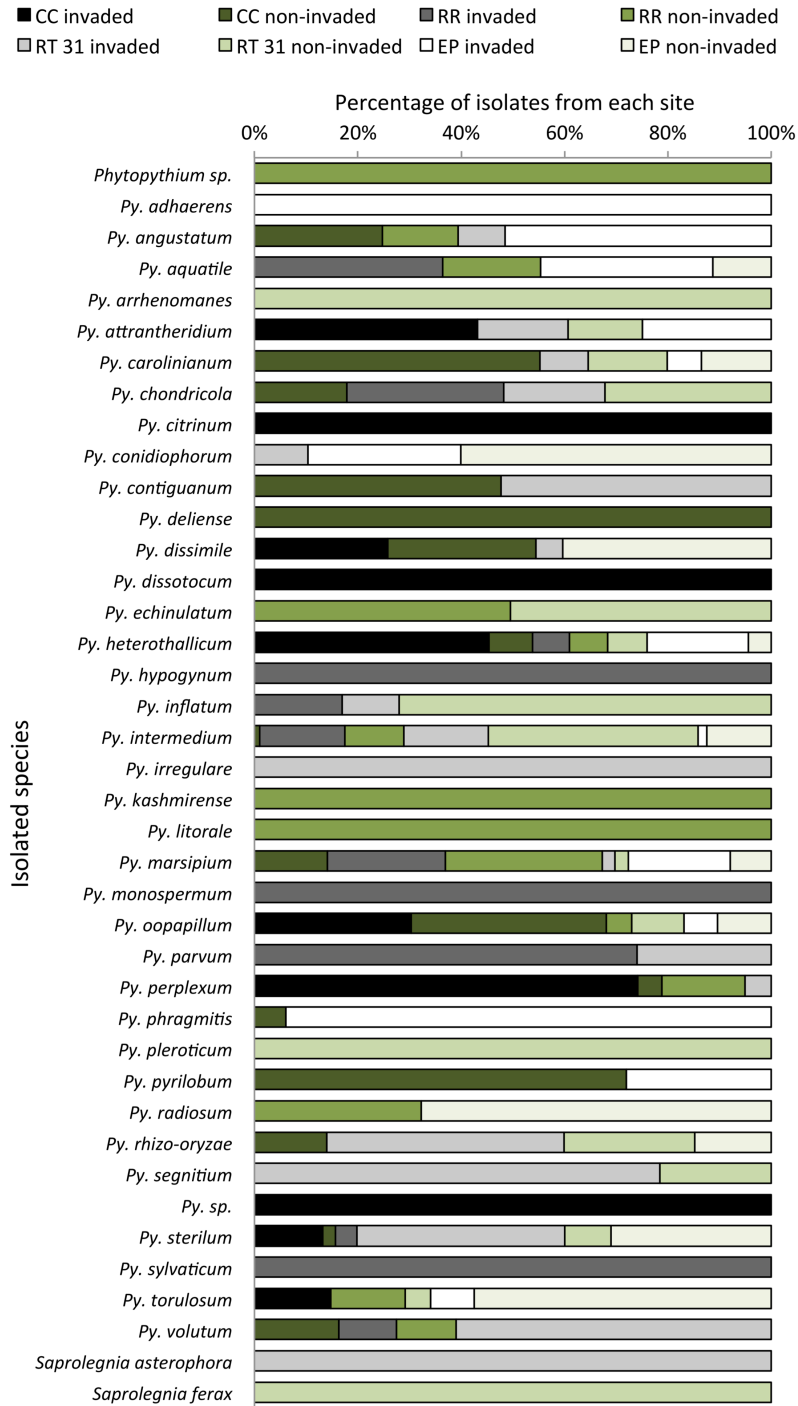 CC invaded CC non-invaded RR invaded RR non-invaded
RT 31 invaded RT 31 non-invaded EP invaded EP non-invaded
Percentage of isolates from each site
0% 20% 40% 60% 80% 100%
Isolated species
Phytopythium sp.
Py. adhaerens
Py. angustatum
Py. aquatile
Py. arrhenomanes
Py. attrantheridium
Py. carolinianum
Py. chondricola
Py. citrinum
Py. conidiophorum
Py. contiguanum
Py. deliense
Py. dissimile
Py. dissotocum
Py. echinulatum
Py. heterothallicum
Py. hypogynum
Py. inflatum
Py. intermedium
Py. irregulare
Py. kashmirense
Py. litorale
Py. marsipium
Py. monospermum
Py. oopapillum
Py. parvum
Py. perplexum
Py. phragmitis
Py. pleroticum
Py. pyrilobum
Py. radiosum
Py. rhizo-oryzae
Py. segnitium
Py. sp.
Py. sterilum
Py. sylvaticum
Py. torulosum
Py. volutum
Saprolegnia asterophora
Saprolegnia ferax